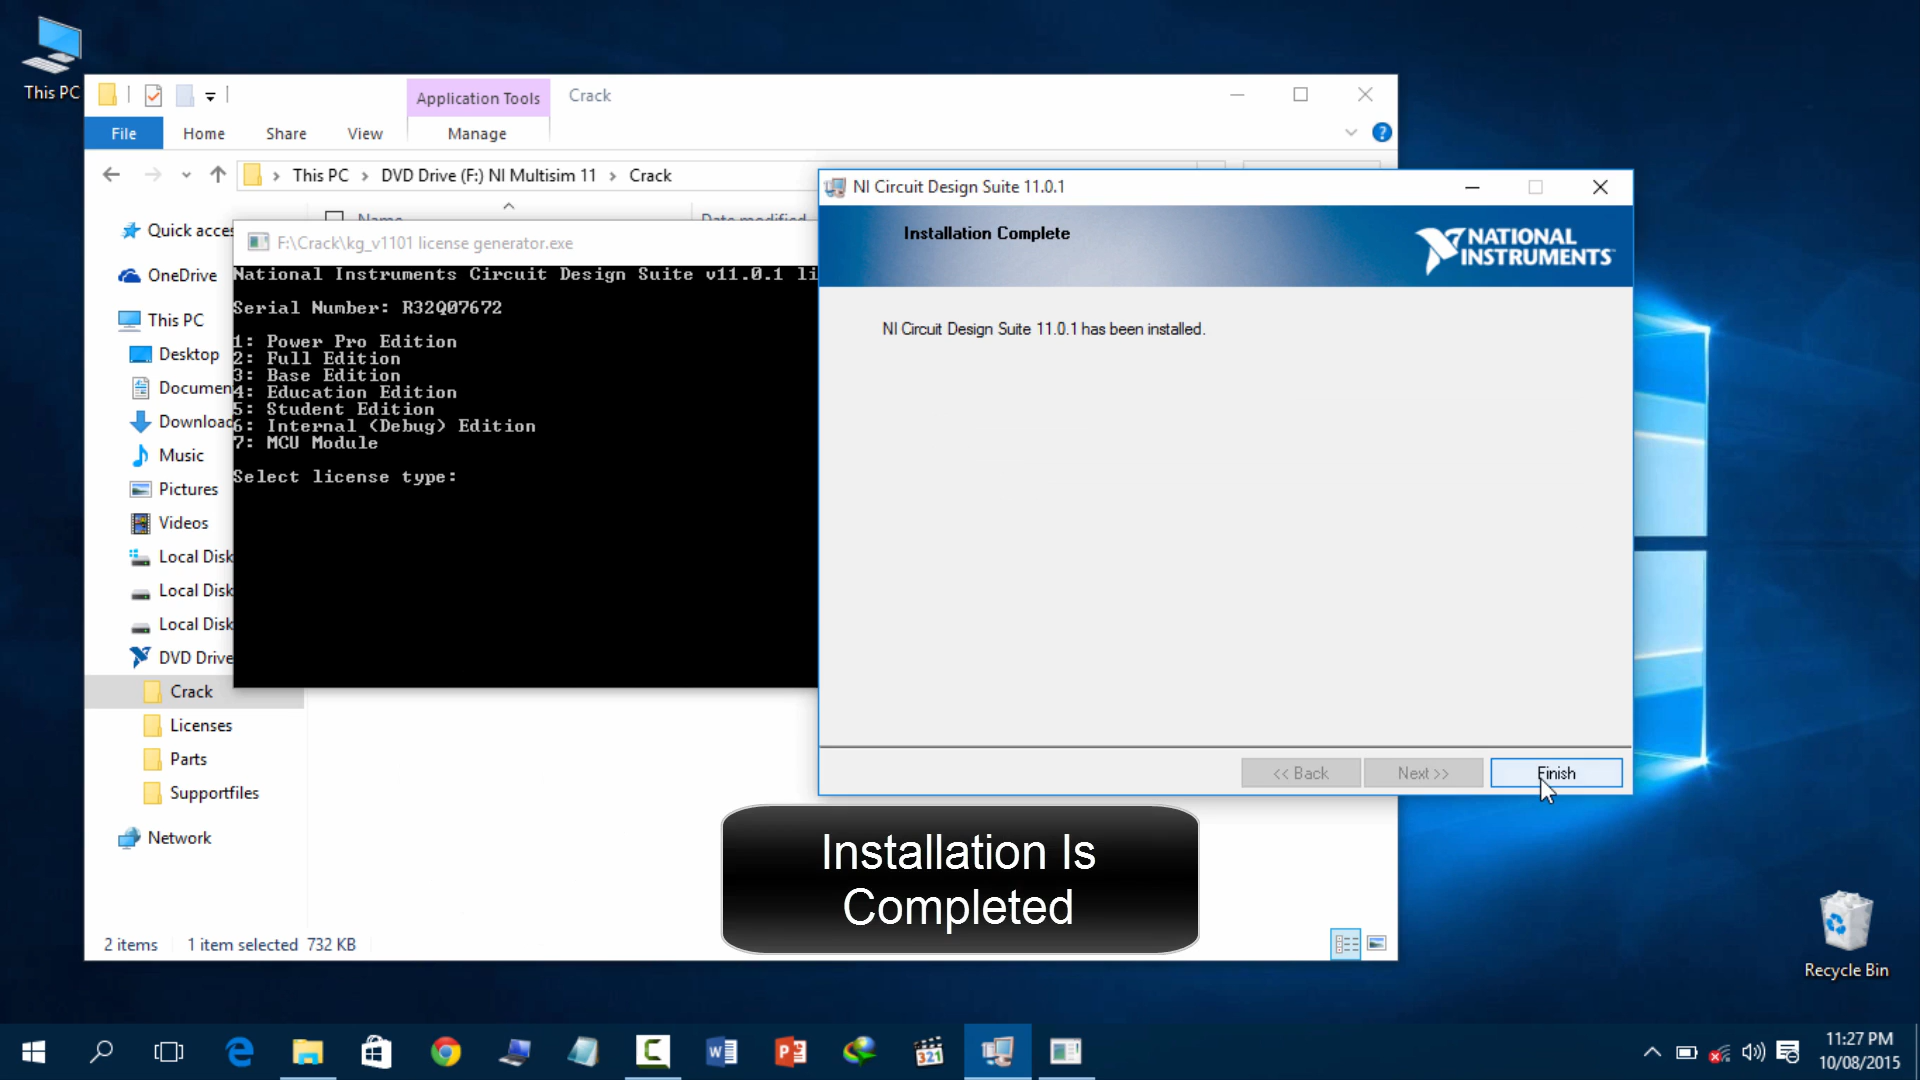 This PC
Application Tools
Crack
File
Home
Share
View
Manage
This PC
DVD Drive (F:) NI Multisim 11
Crack
Name
Date modified
Quick acces
OneDrive
This PC
Desktop
Documen
Downloac
Music
Pictures
Videos
Local Disk
Local Disk
Local Disk
DVD Drive
Crack
Licenses
Parts
Supportfiles
Network
2 items
1 item selected 732 KB
F:\Crack\kg_v1101 license generator.exe
National Instruments Circuit Design Suite v11.0.1 li
Serial Number: R32Q07672
1: Power Pro Edition
2: Full Edition
3: Base Edition
4: Education Edition
5: Student Edition
6: Internal (Debug) Edition
7: MCU Module
Select license type:
NI Circuit Design Suite 11.0.1
Installation Complete
NATIONAL
INSTRUMENTS
NI Circuit Design Suite 11.0.1 has been installed.
<< Back
Next >>
Finish
Installation Is
Completed
Recycle Bin
321
11:27 PM
10/08/2015